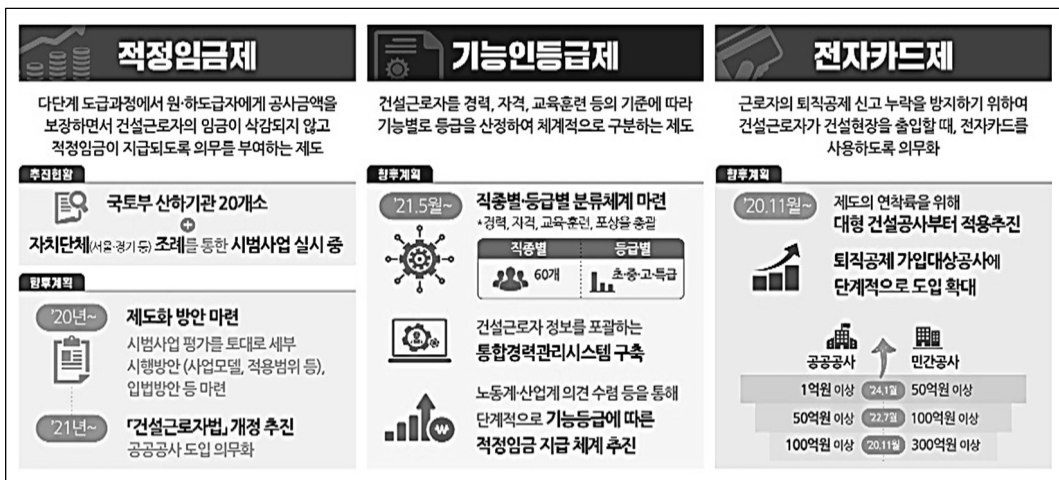 적정임금제
다단계 도급과정에서 원·하도급자에게 공사금액을
보장하면서 건설근로자의 임금이 삭감되지 않고
적정임금이 지급되도록 의무를 부여하는 제도
추진현황
국토부 산하기관 20개소
+
자치단체(서울·경기 등) 조례를 통한 시범사업 실시 중
향후계획
'20년~
제도화 방안 마련
시범사업 평가를 토대로 세부
시행방안 (사업모델, 적용범위 등),
입법방안 등 마련
'21년~
「건설근로자법」 개정 추진
공공공사 도입 의무화
기능인등급제
건설근로자를 경력, 자격, 교육훈련 등의 기준에 따라
기능별로 등급을 산정하여 체계적으로 구분하는 제도
향후계획
'21.5월~
직종별·등급별 분류체계 마련
*경력, 자격, 교육·훈련, 포상을 총괄
직종별 등급별
60개 초·중·고·특급
건설근로자 정보를 포괄하는
통합경력관리시스템 구축
노동계·산업계 의견 수렴 등을 통해
단계적으로 기능등급에 따른
적정임금 지급 체계 추진
₩
전자카드제
근로자의 퇴직공제 신고 누락을 방지하기 위하여
건설근로자가 건설현장을 출입할 때, 전자카드를
사용하도록 의무화
향후계획
'20.11월~
제도의 연착륙을 위해
대형 건설공사부터 적용추진
퇴직공제 가입대상공사에
단계적으로 도입 확대
공공공사 민간공사
1억원 이상 '24.1월 50억원 이상
50억원 이상 '22.7월 100억원 이상
100억원 이상 '20.11월 300억원 이상